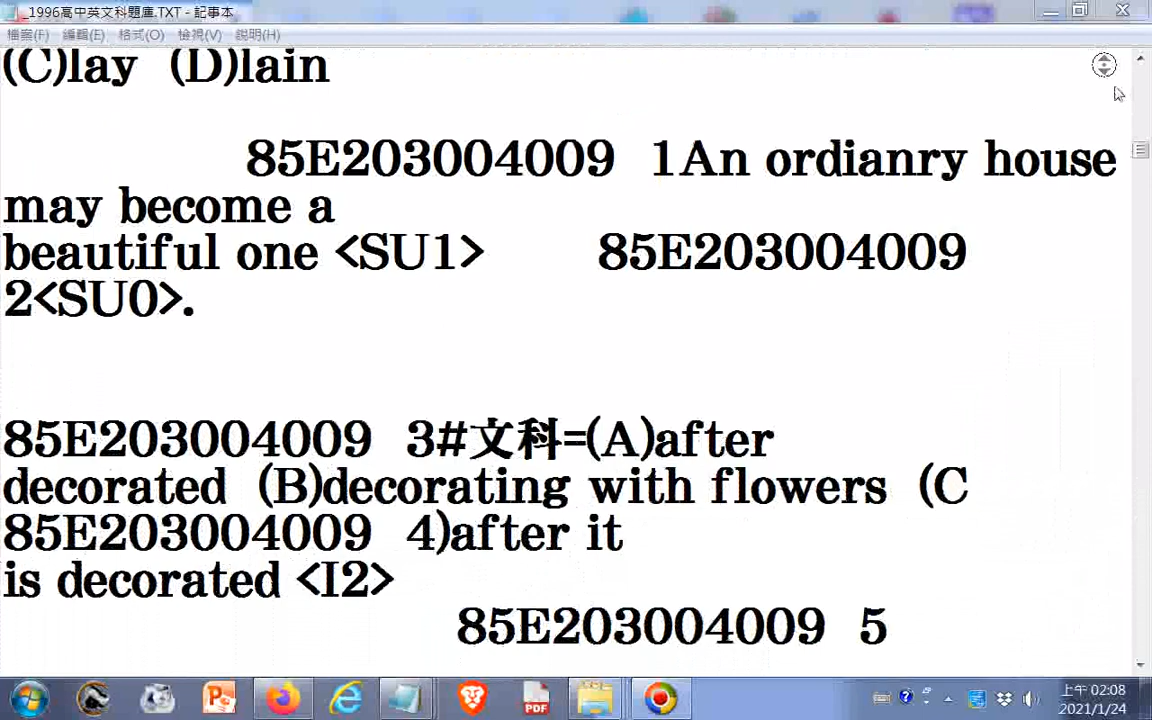 _1996高中英文科題庫.TXT - 記事本
檔案(F) 編輯(E) 格式(O) 檢視(V) 說明(H)
(C)lay (D)lain
85E203004009 1An ordianry house
may become a
beautiful one <SU1> 85E203004009
2<SU0>.
85E203004009 3#文科=(A)after
decorated (B)decorating with flowers (C
85E203004009 4)after it
is decorated <I2>
85E203004009 5
PDF
上午 02:08
2021/1/24